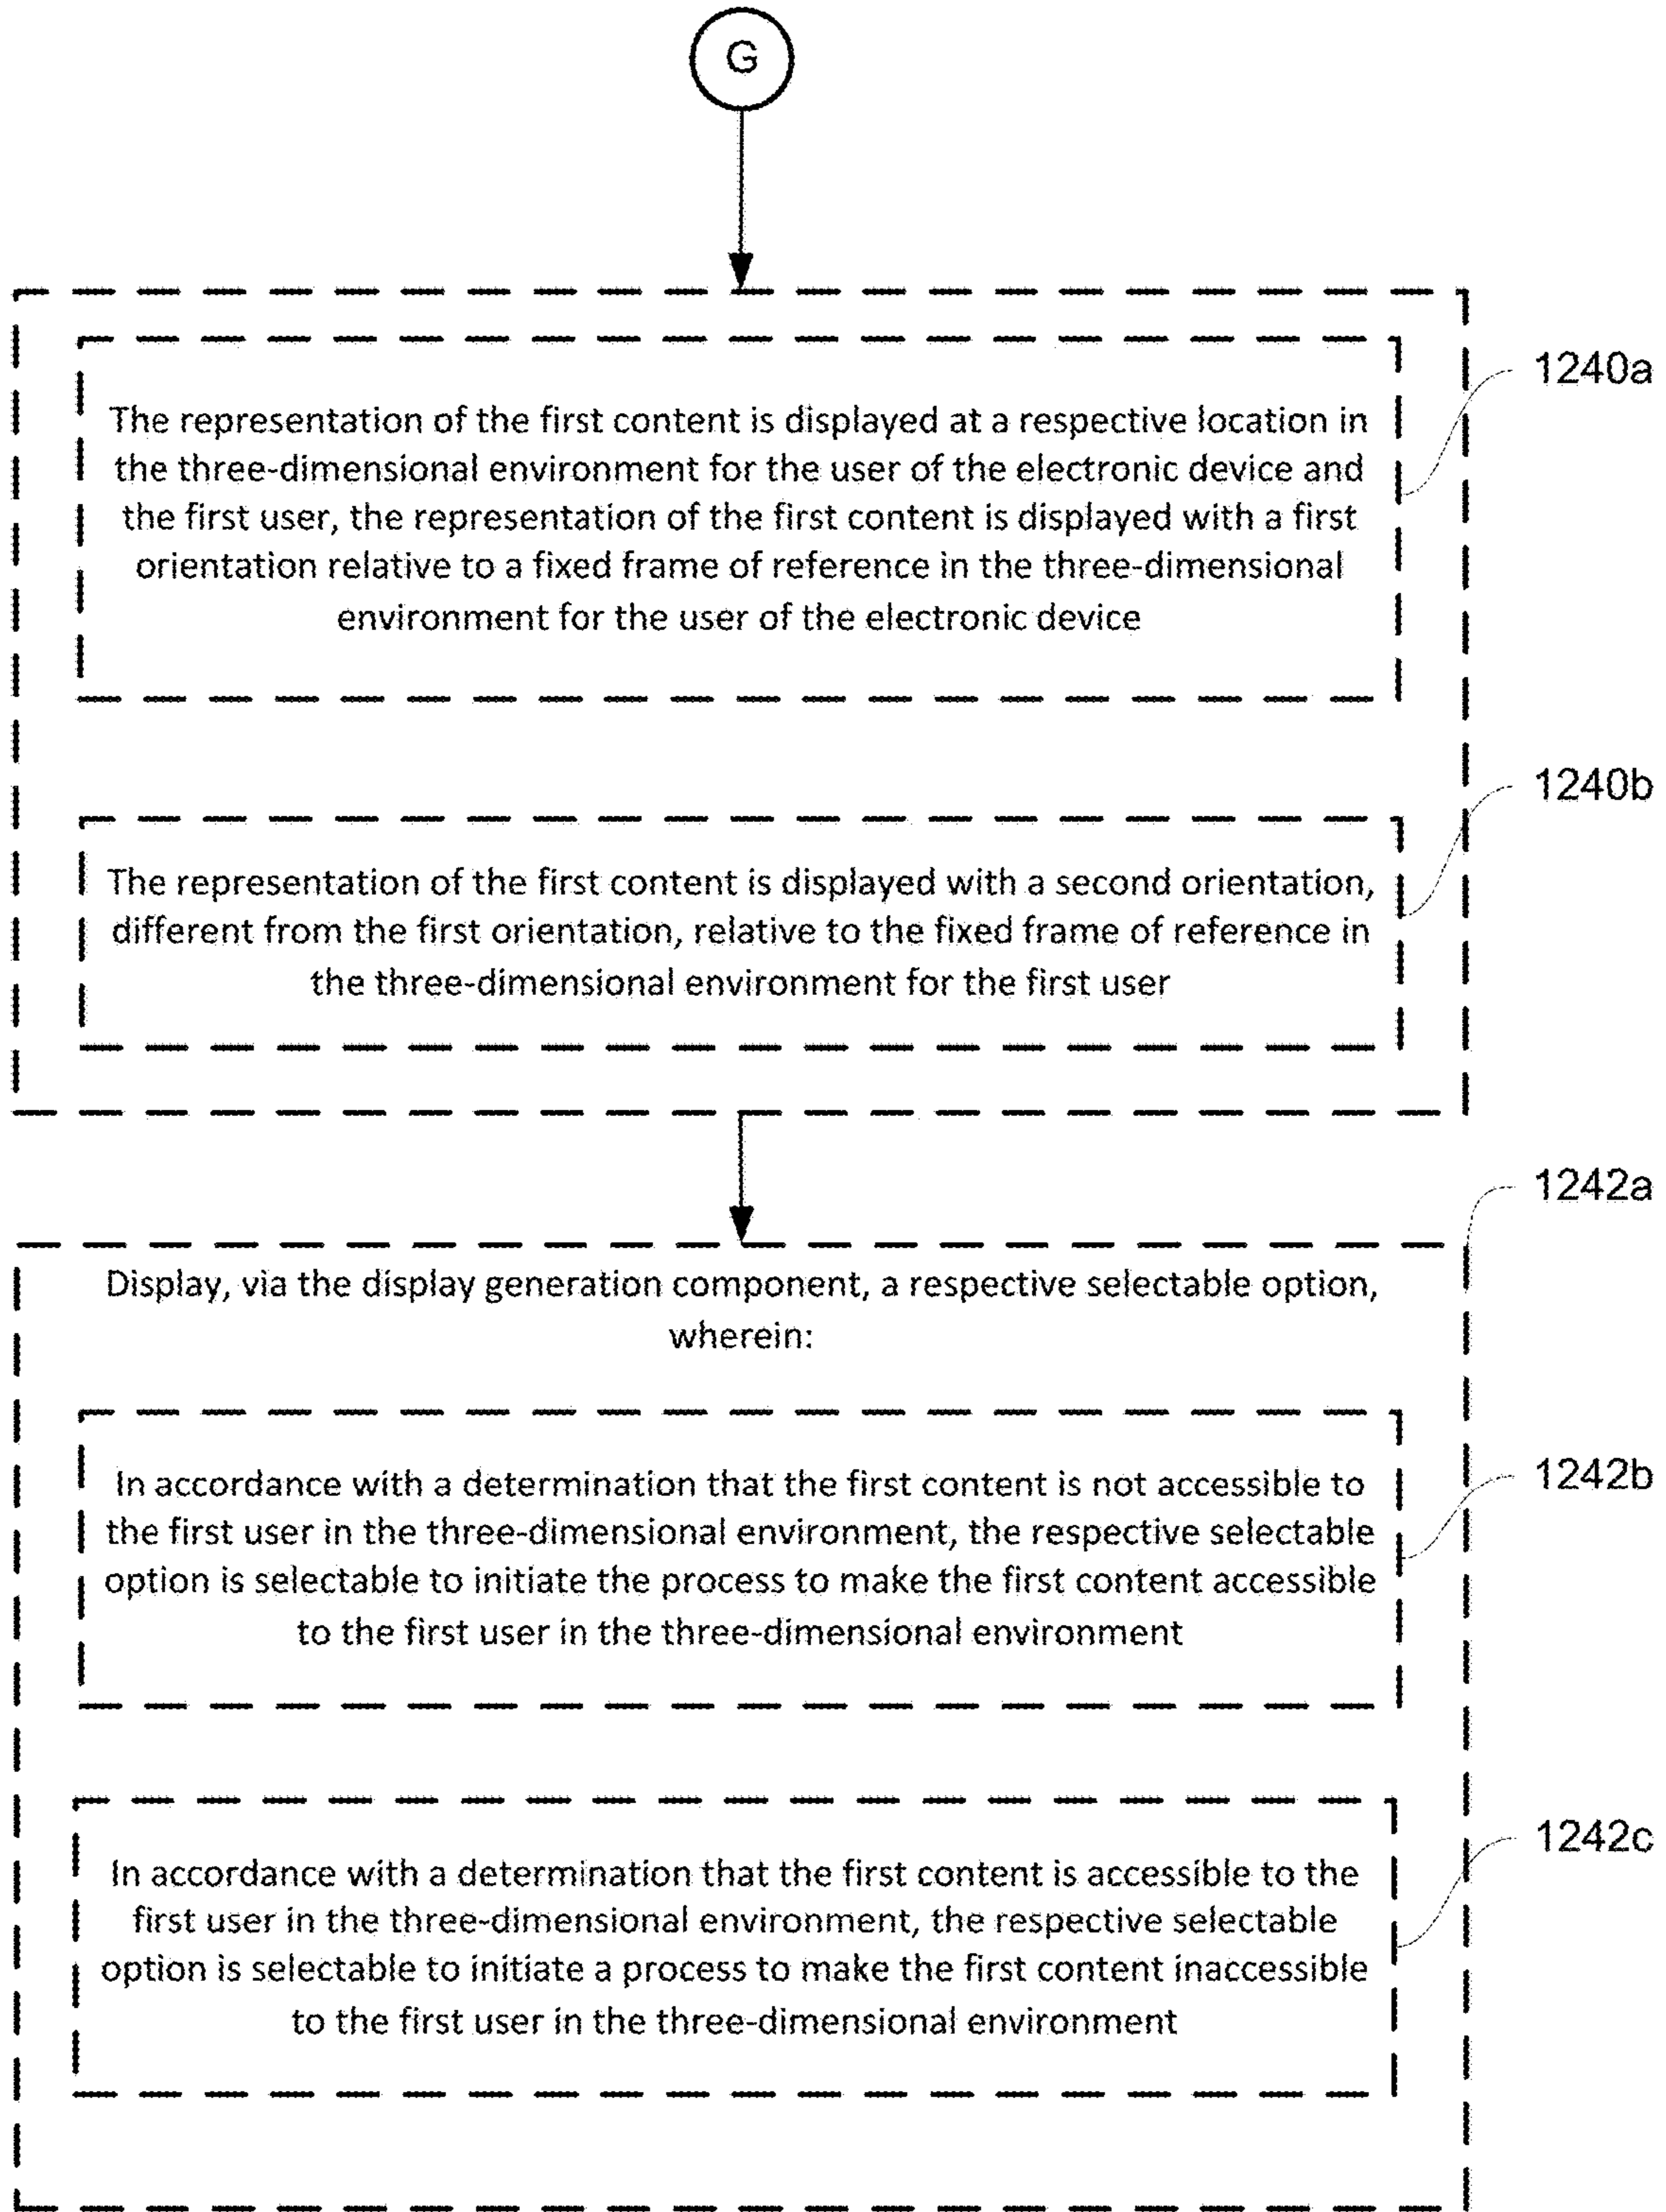 G
1240a
The representation of the first content is displayed at a respective location in
the three-dimensional environment for the user of the electronic device and
the first user, the representation of the first content is displayed with a first
orientation relative to a fixed frame of reference in the three-dimensional
environment for the user of the electronic device
1240b
The representation of the first content is displayed with a second orientation,
different from the first orientation, relative to the fixed frame of reference in
the three-dimensional environment for the first user
1242a
Display, via the display generation component, a respective selectable option,
wherein:
1242b
In accordance with a determination that the first content is not accessible to
the first user in the three-dimensional environment, the respective selectable
option is selectable to initiate the process to make the first content accessible
to the first user in the three-dimensional environment
1242c
In accordance with a determination that the first content is accessible to the
first user in the three-dimensional environment, the respective selectable
option is selectable to initiate a process to make the first content inaccessible
to the first user in the three-dimensional environment